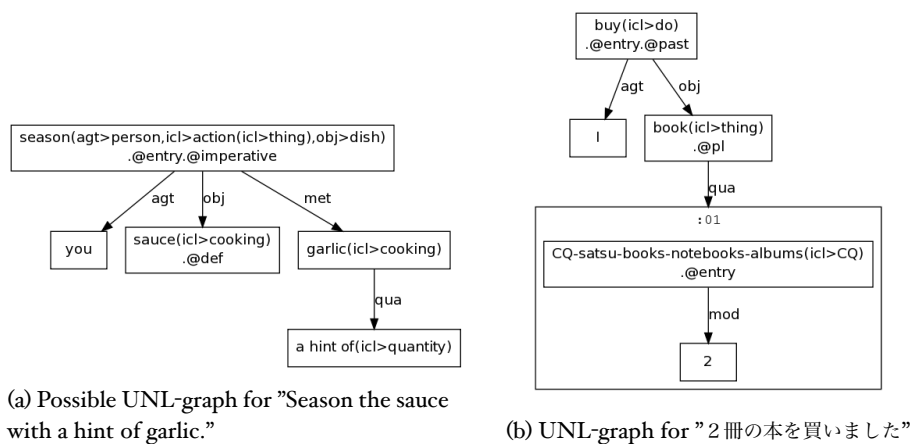 season(agt>person,icl>action(icl>thing),obj>dish)
.@entry.@imperative
agt
obj
met
you
sauce(icl>cooking)
.@def
garlic(icl>cooking)
qua
a hint of(icl>quantity)
(a) Possible UNL-graph for ”Season the sauce
with a hint of garlic.”
buy(icl>do)
.@entry.@past
agt
obj
I
book(icl>thing)
.@pl
qua
:01
CQ-satsu-books-notebooks-albums(icl>CQ)
.@entry
mod
2
(b) UNL-graph for ”２冊の本を買いました”